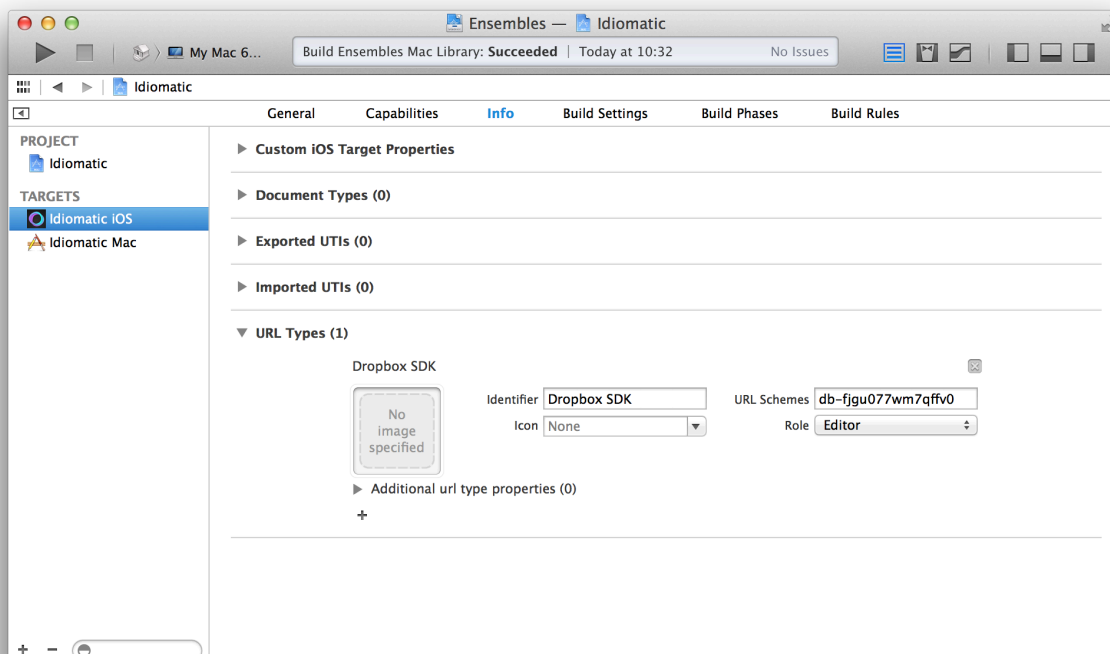 Ensembles — Idiomatic
My Mac 6...
Build Ensembles Mac Library: Succeeded | Today at 10:32 No Issues
Idiomatic
General Capabilities Info Build Settings Build Phases Build Rules
PROJECT
Idiomatic
TARGETS
Idiomatic iOS
Idiomatic Mac
Custom iOS Target Properties
Document Types (0)
Exported UTIs (0)
Imported UTIs (0)
URL Types (1)
Dropbox SDK
No
image
specified
Identifier Dropbox SDK URL Schemes db-fjgu077wm7qffv0
Icon None Role Editor
Additional url type properties (0)